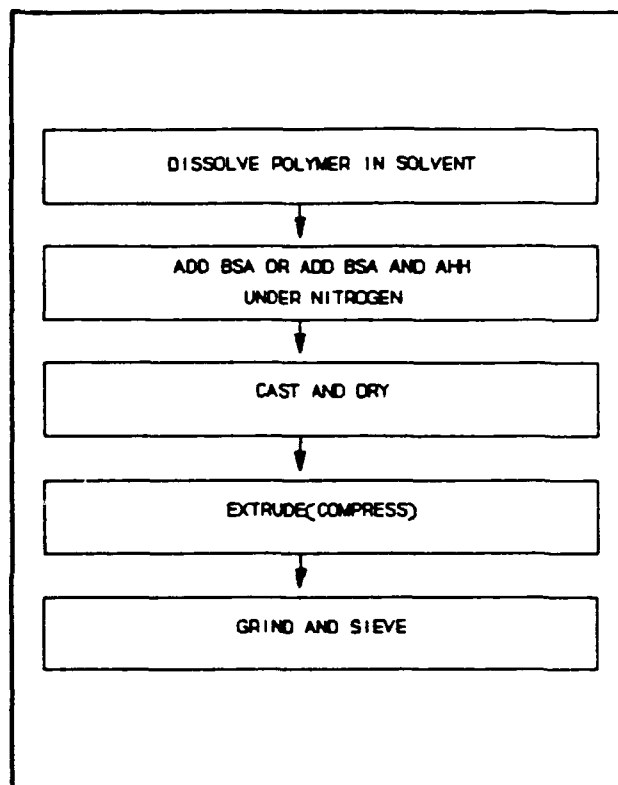 DISSOLVE POLYMER IN SOLVENT
ADD BSA OR ADD BSA AND AHH
UNDER NITROGEN
CAST AND DRY
EXTRUDE(COMPRESS)
GRIND AND SIEVE